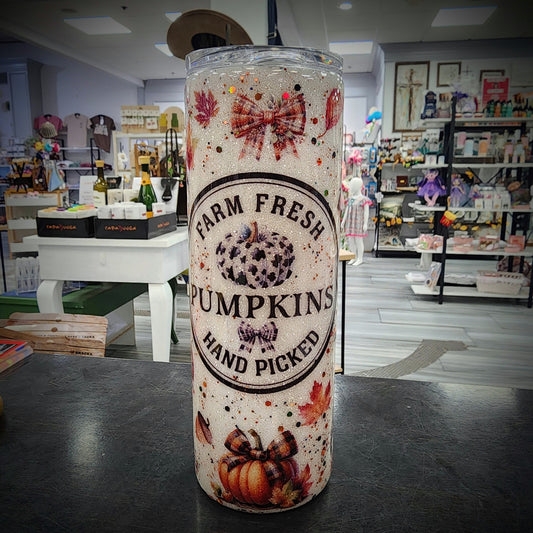 FARM FRESH
PUMPKINS
HAND PICKED